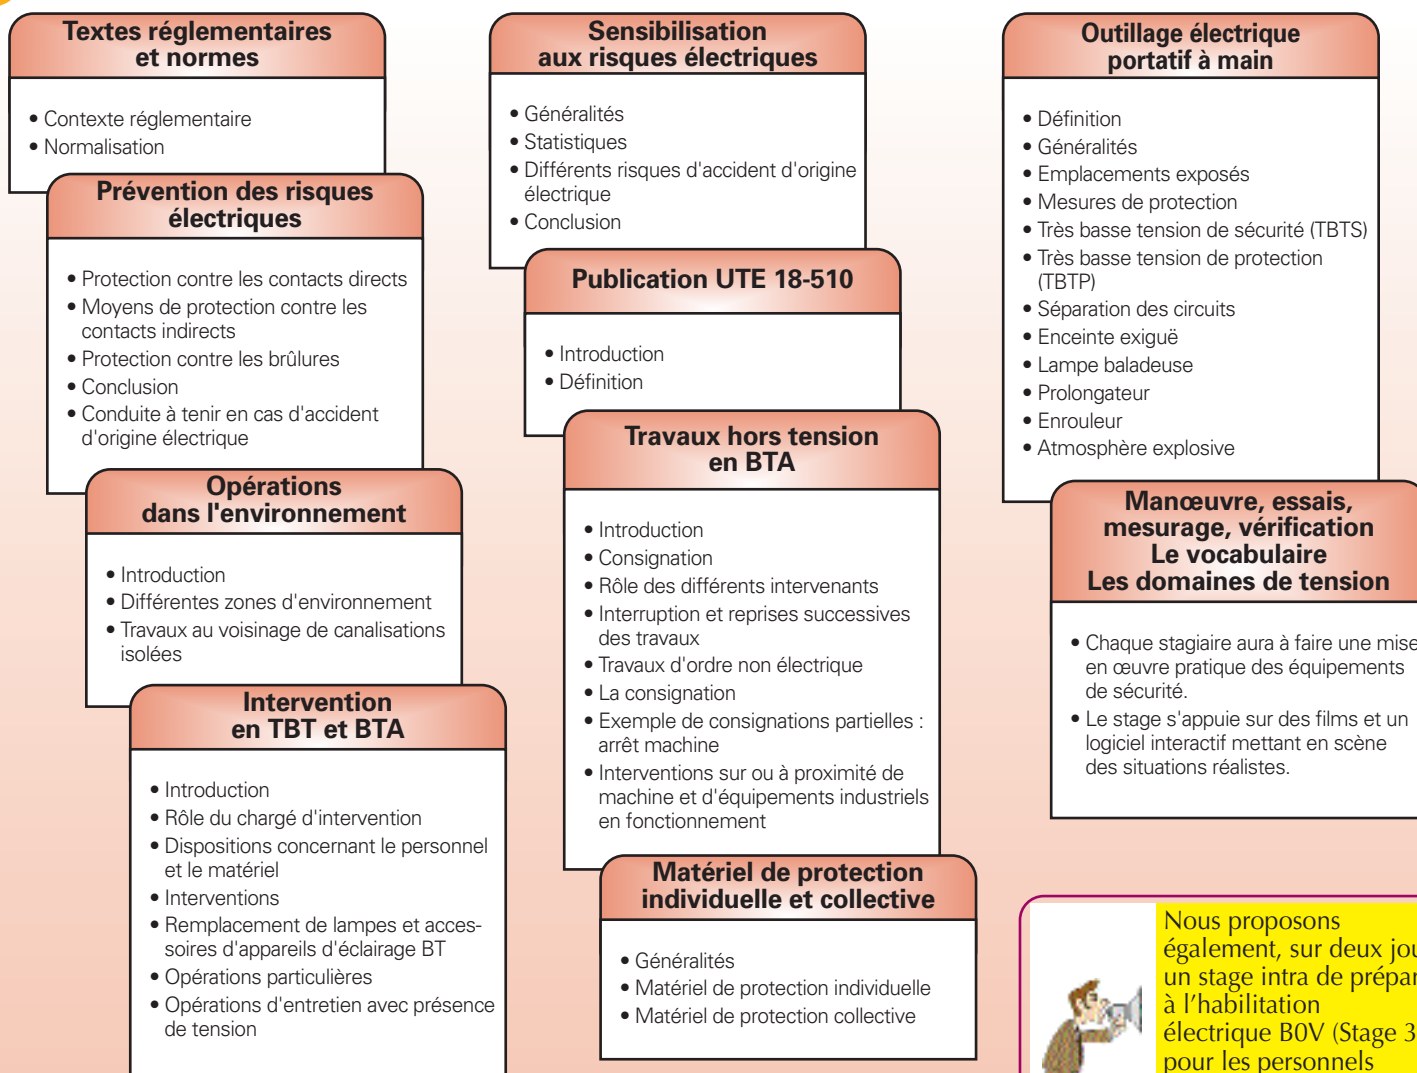 Textes réglementaires
et normes
• Contexte réglementaire
• Normalisation
Prévention des risques
électriques
• Protection contre les contacts directs
• Moyens de protection contre les
contacts indirects
• Protection contre les brûlures
• Conclusion
• Conduite à tenir en cas d'accident
d'origine électrique
Opérations
dans l'environnement
• Introduction
• Différentes zones d'environnement
• Travaux au voisinage de canalisations
isolées
Intervention
en TBT et BTA
• Introduction
• Rôle du chargé d'intervention
• Dispositions concernant le personnel
et le matériel
• Interventions
• Remplacement de lampes et acces-
soires d'appareils d'éclairage BT
• Opérations particulières
• Opérations d'entretien avec présence
de tension
Sensibilisation
aux risques électriques
• Généralités
• Statistiques
• Différents risques d'accident d'origine
électrique
• Conclusion
Publication UTE 18-510
• Introduction
• Définition
Travaux hors tension
en BTA
• Introduction
• Consignation
• Rôle des différents intervenants
• Interruption et reprises successives
des travaux
• Travaux d'ordre non électrique
• La consignation
• Exemple de consignations partielles :
arrêt machine
• Interventions sur ou à proximité de
machine et d'équipements industriels
en fonctionnement
Matériel de protection
individuelle et collective
• Généralités
• Matériel de protection individuelle
• Matériel de protection collective
Outillage électrique
portatif à main
• Définition
• Généralités
• Emplacements exposés
• Mesures de protection
• Très basse tension de sécurité (TBTS)
• Très basse tension de protection
(TBTP)
• Séparation des circuits
• Enceinte exiguë
• Lampe baladeuse
• Prolongateur
• Enrouleur
• Atmosphère explosive
Manœuvre, essais,
mesurage, vérification
Le vocabulaire
Les domaines de tension
• Chaque stagiaire aura à faire une mise
en œuvre pratique des équipements
de sécurité.
• Le stage s'appuie sur des films et un
logiciel interactif mettant en scène
des situations réalistes.
Nous proposons
également, sur deux
un stage intra de
à l'habilitation
électrique B0V (Stage
pour les personnels